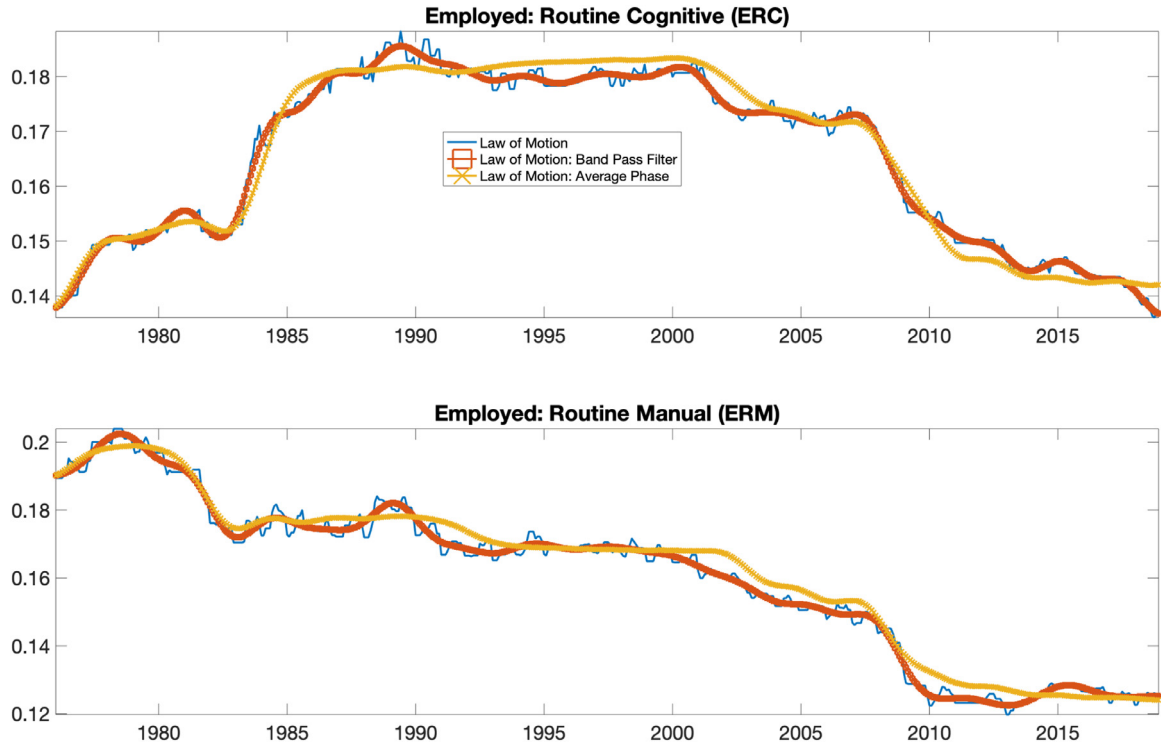 Employed: Routine Cognitive (ERC)
0.18
0.17
0.16
0.15
0.14
Law of Motion
Law of Motion: Band Pass Filter
Law of Motion: Average Phase
1980 1985 1990 1995 2000 2005 2010 2015
Employed: Routine Manual (ERM)
0.2
0.18
0.16
0.14
0.12
1980 1985 1990 1995 2000 2005 2010 2015